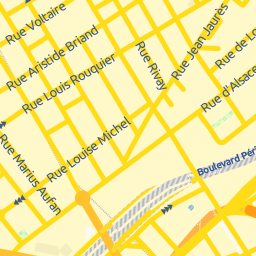 Rue Voltaire
Rue Aristide Briand
Rue Louis Rouquier
Rue Rivay
Rue Jean Jaurès
Rue de Lo
Rue d'Alsace
Rue Louise Michel
Rue Marius Aufan
Boulevard Péri